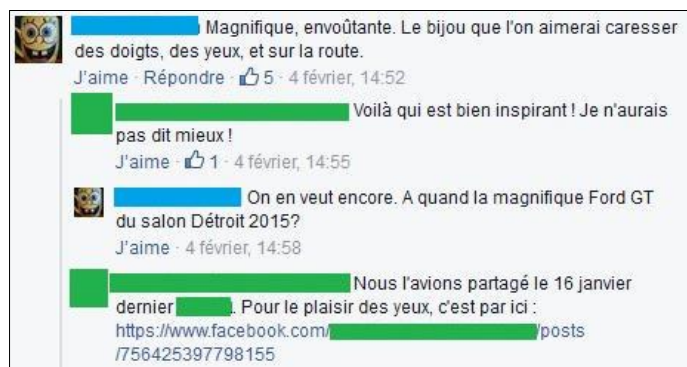 Magnifique, envoûtante. Le bijou que l'on aimerai caresser
des doigts, des yeux, et sur la route.
J'aime · Répondre · 5 · 4 février, 14:52
Voilà qui est bien inspirant ! Je n'aurais
pas dit mieux !
J'aime · 1 · 4 février, 14:55
On en veut encore. A quand la magnifique Ford GT
du salon Détroit 2015?
J'aime · 4 février, 14:58
Nous l'avions partagé le 16 janvier
dernier . Pour le plaisir des yeux, c'est par ici :
https://www.facebook.com/ /posts
/756425397798155